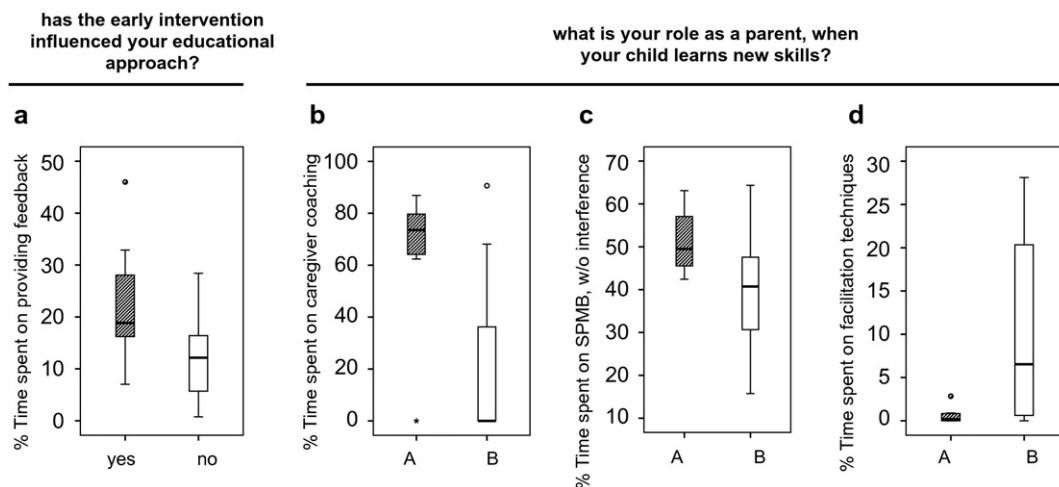 has the early intervention
influenced your educational
approach?
what is your role as a parent, when
your child learns new skills?
a
% Time spent on providing feedback
50
40
30
20
10
0
yes no
b
% Time spent on caregiver coaching
100
80
60
40
20
0
A B
c
% Time spent on SPMB, w/o interference
70
60
50
40
30
20
10
A B
d
% Time spent on facilitation techniques
30
25
20
15
10
5
0
A B